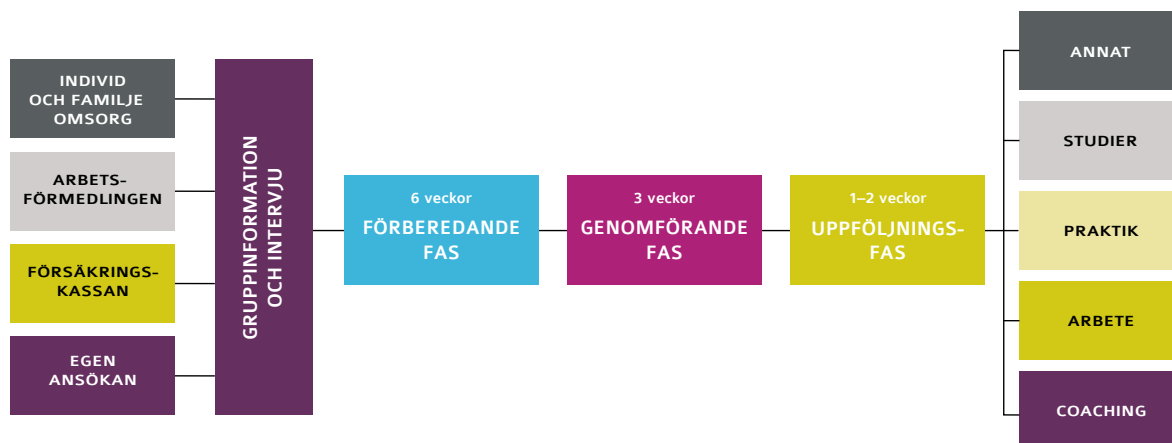 INDIVID
OCH FAMILJE
OMSORG
ARBETS-
FÖRMEDLINGEN
FÖRSÄKRINGS-
KASSAN
EGEN
ANSÖKAN
GRUPPINFORMATION
OCH INTERVJU
6 veckor
FÖRBEREDANDE
FAS
3 veckor
GENOMFÖRANDE
FAS
1–2 veckor
UPPFÖLJNINGS-
FAS
ANNAT
STUDIER
PRAKTIK
ARBETE
COACHING